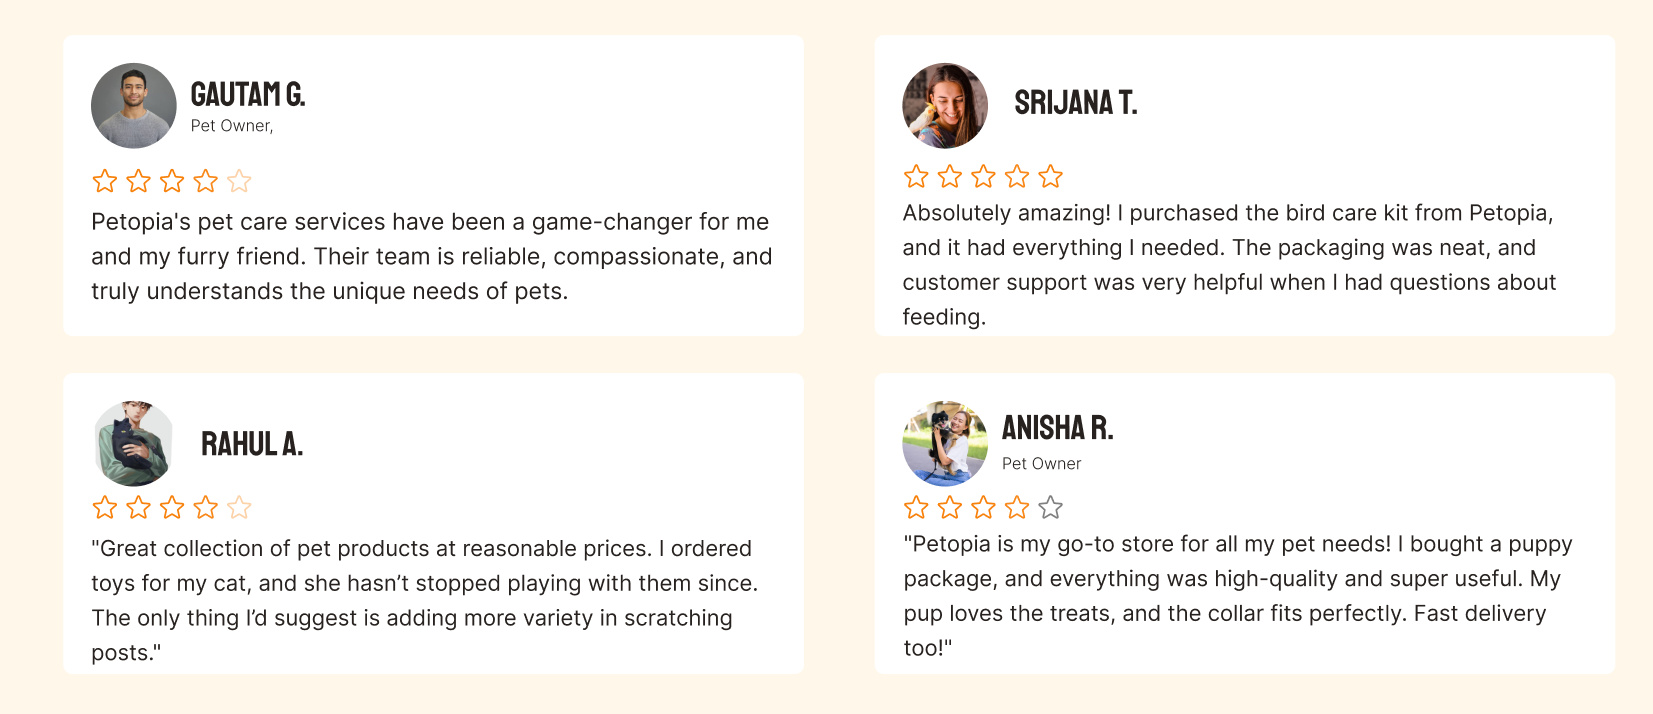 GAUTAM G.
Pet Owner,
Petopia's pet care services have been a game-changer for me
and my furry friend. Their team is reliable, compassionate, and
truly understands the unique needs of pets.
SRIJANA T.
Absolutely amazing! I purchased the bird care kit from Petopia,
and it had everything I needed. The packaging was neat, and
customer support was very helpful when I had questions about
feeding.
RAHUL A.
"Great collection of pet products at reasonable prices. I ordered
toys for my cat, and she hasn’t stopped playing with them since.
The only thing I’d suggest is adding more variety in scratching
posts."
ANISHA R.
Pet Owner
"Petopia is my go-to store for all my pet needs! I bought a puppy
package, and everything was high-quality and super useful. My
pup loves the treats, and the collar fits perfectly. Fast delivery
too!"